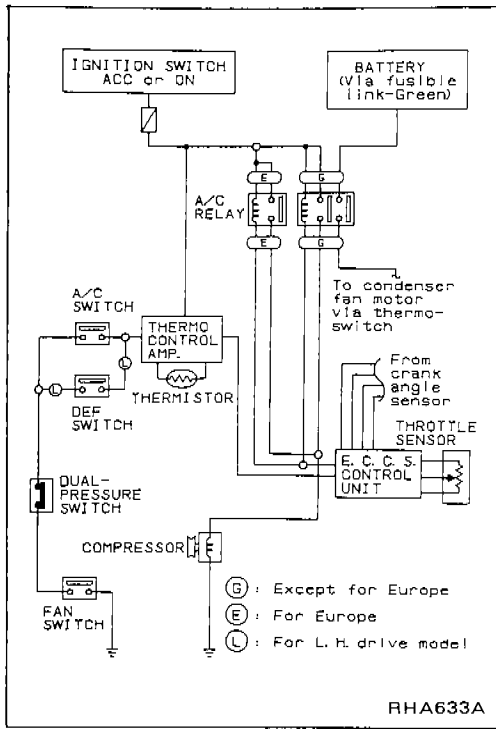 IGNITION SWITCH
ACC or ON
BATTERY
(Via fusible
link-Green)
E
G
A/C
RELAY
E
G
To condenser
fan motor
via thermo-
switch
A/C
SWITCH
THERMO
CONTROL
AMP.
L
L
THERMISTOR
DEF
SWITCH
From
crank
angle
sensor
THROTTLE
SENSOR
E. C. C. S.
CONTROL
UNIT
DUAL-
PRESSURE
SWITCH
COMPRESSOR
FAN
SWITCH
G : Except for Europe
E : For Europe
L : For L. H. drive model
RHA633A